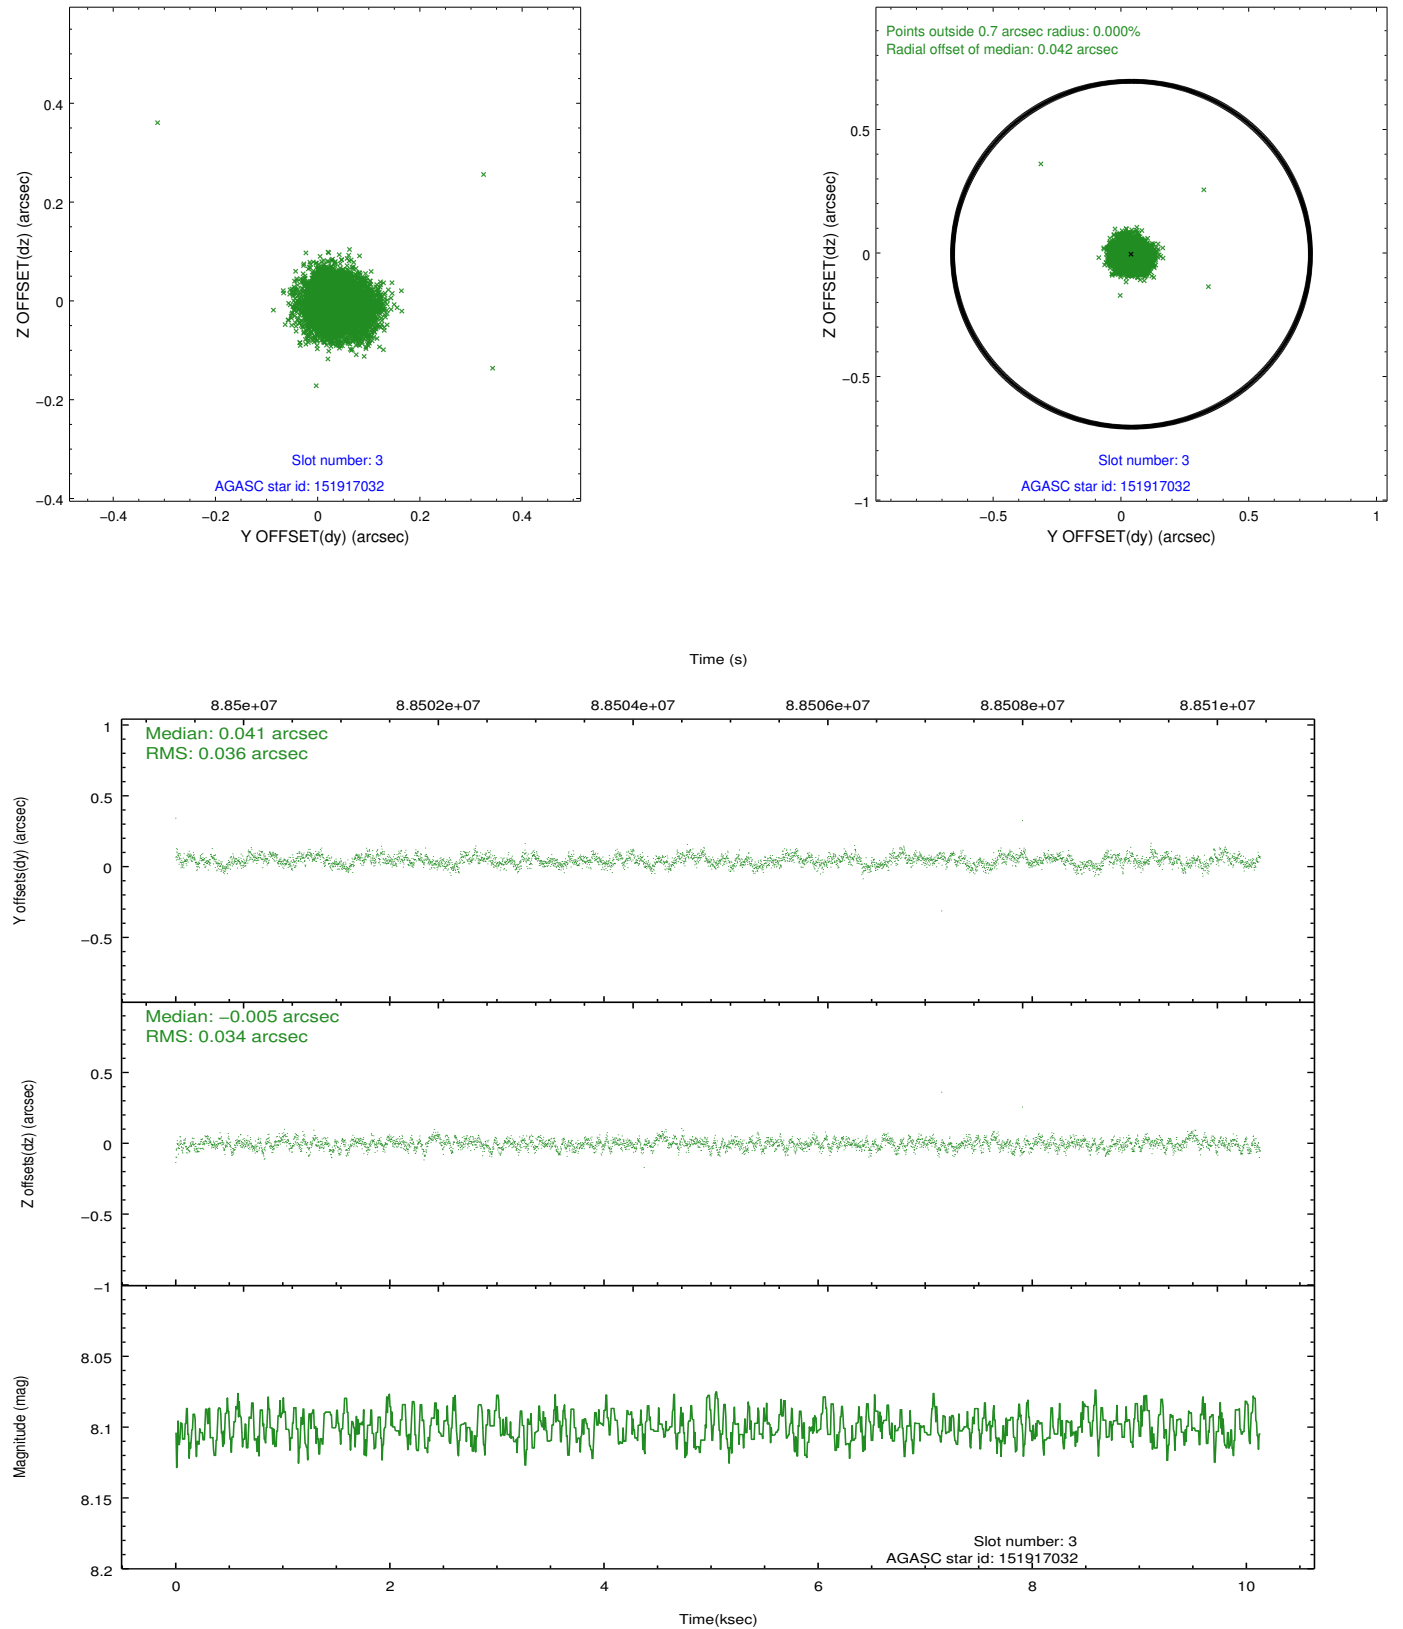 0.4
0.2
0
−0.2
−0.4
−0.4
−0.2
0
0.2
0.4
Z OFFSET(dz) (arcsec)
Y OFFSET(dy) (arcsec)
Slot number: 3
AGASC star id: 151917032
Points outside 0.7 arcsec radius: 0.000%
Radial offset of median: 0.042 arcsec
0.5
0
−0.5
−1
−0.5
0
0.5
1
Z OFFSET(dz) (arcsec)
Y OFFSET(dy) (arcsec)
Slot number: 3
AGASC star id: 151917032
Time (s)
8.85e+07
8.8502e+07
8.8504e+07
8.8506e+07
8.8508e+07
8.851e+07
Median: 0.041 arcsec
RMS: 0.036 arcsec
1
0.5
0
−0.5
Y offsets(dy) (arcsec)
Median: −0.005 arcsec
RMS: 0.034 arcsec
0.5
0
−0.5
−1
Z offsets(dz) (arcsec)
8.05
8.1
8.15
8.2
Magnitude (mag)
Slot number: 3
AGASC star id: 151917032
0
2
4
6
8
10
Time(ksec)